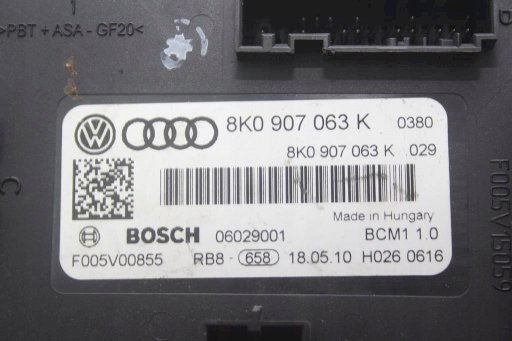 >PBT + ASA - GF20<
8K0 907 063 K 0380
8K0 907 063 K 029
Made in Hungary
BOSCH 06029001 BCM1 1.0
F005V00855 RB8 - 658 18.05.10 H026 0616
C
F005V15059